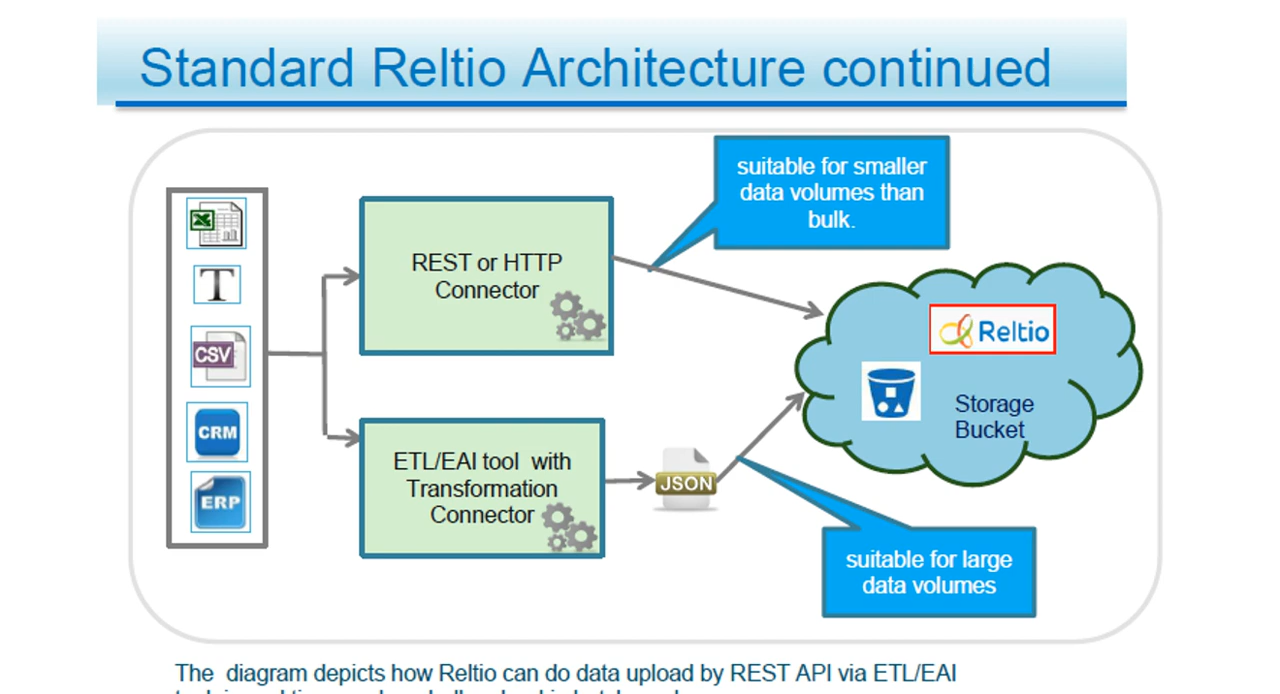 Standard Reltio Architecture continued
suitable for smaller
data volumes than
bulk.
T
CSV
CRM
ERP
REST or HTTP
Connector
ETL/EAI tool with
Transformation
Connector
JSON
Reltio
Storage
Bucket
suitable for large
data volumes
The diagram depicts how Reltio can do data upload by REST API via ETL/EAI